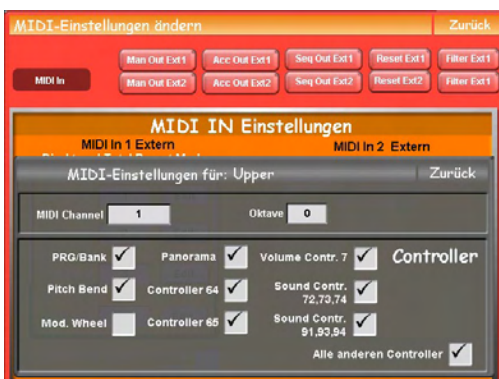 MIDI-Einstellungen ändern Zurück
Man Out Ext1 Acc Out Ext1 Seq Out Ext1 Reset Ext1 Filter Ext1
MIDI In Man Out Ext2 Acc Out Ext2 Seq Out Ext2 Reset Ext2 Filter Ext1
MIDI IN Einstellungen
MIDI In 1 Extern MIDI In 2 Extern
MIDI-Einstellungen für: Upper Zurück
MIDI Channel 1 Oktave 0
PRG/Bank Panorama Volume Contr. 7 Controller
Pitch Bend Controller 64 Sound Contr.
72,73,74
Mod. Wheel Controller 65 Sound Contr.
91,93,94
Alle anderen Controller